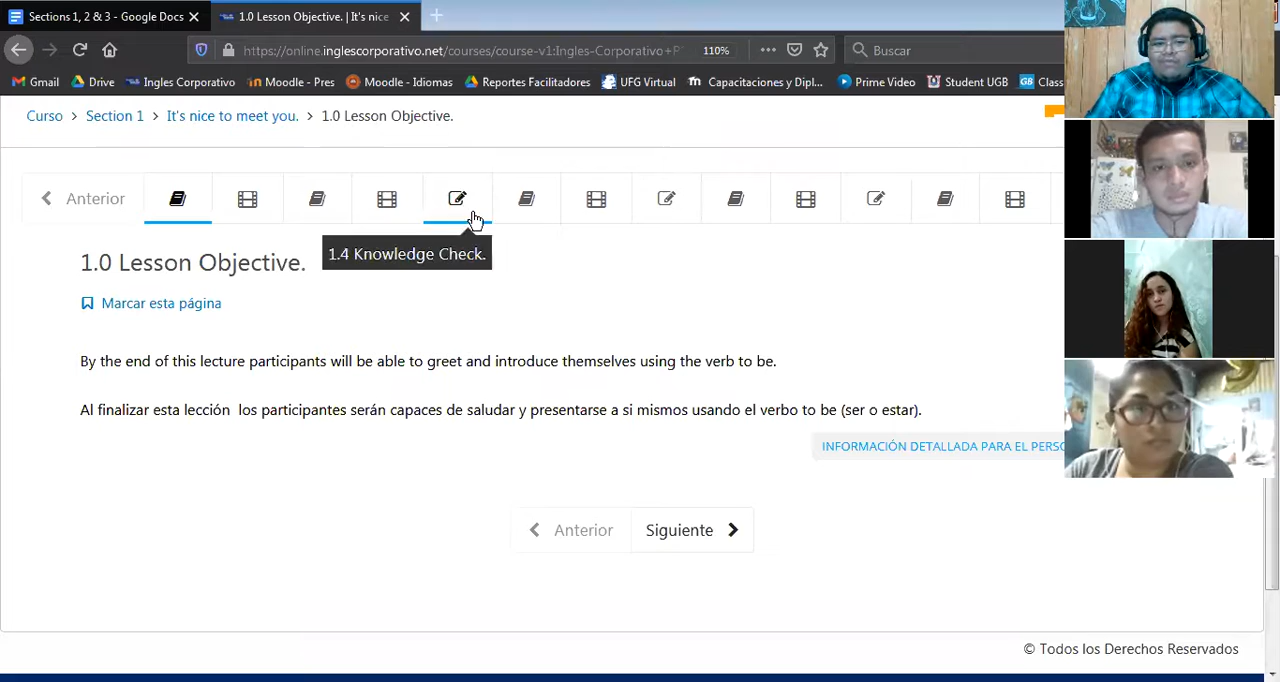 Sections 1, 2 & 3 - Google Docs
1.0 Lesson Objective. | It's nice
https://online.inglescorporativo.net/courses/course-v1:Ingles-Corporativo+P
110%
Buscar
Gmail
Drive
Ingles Corporativo
Moodle - Pres
Moodle - Idiomas
Reportes Facilitadores
UFG Virtual
Capacitaciones y Dipl...
Prime Video
Student UGB
Class
Curso > Section 1 > It's nice to meet you. > 1.0 Lesson Objective.
Anterior
1.4 Knowledge Check.
1.0 Lesson Objective.
Marcar esta página
By the end of this lecture participants will be able to greet and introduce themselves using the verb to be.
Al finalizar esta lección los participantes serán capaces de saludar y presentarse a si mismos usando el verbo to be (ser o estar).
INFORMACIÓN DETALLADA PARA EL PERSO
Anterior
Siguiente
© Todos los Derechos Reservados